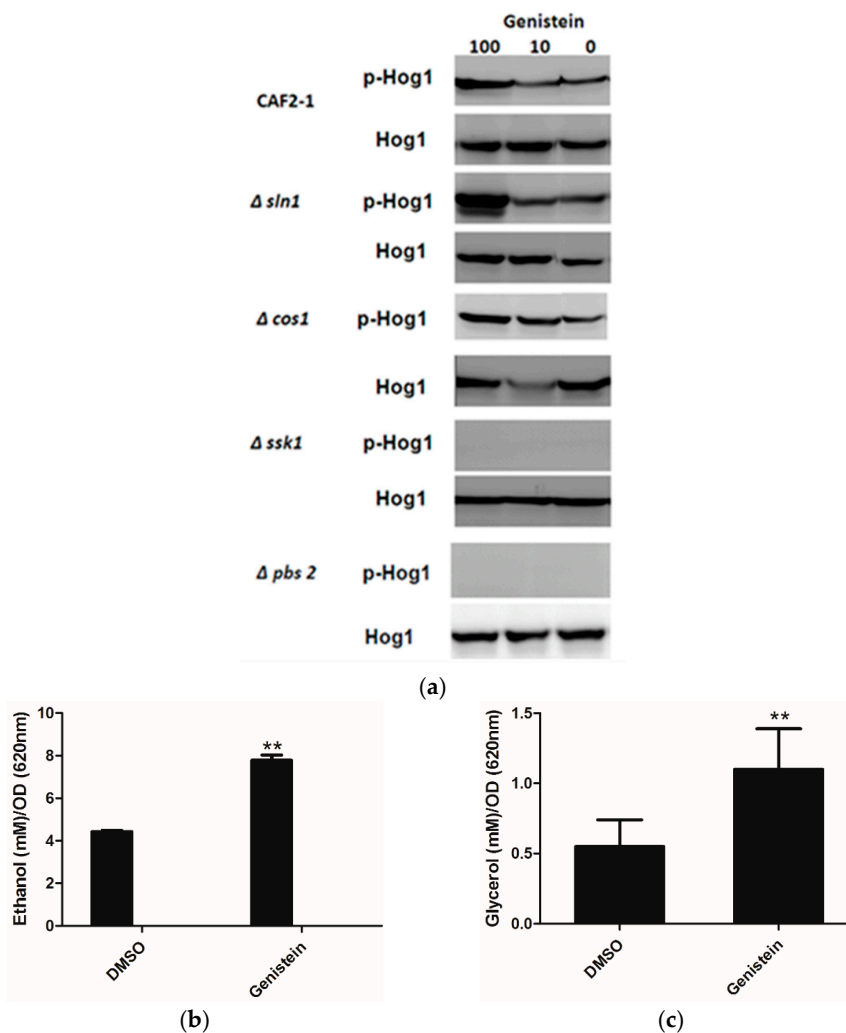 Genistein
100 10 0
p-Hog1
CAF2-1
Hog1
Δ sln1 p-Hog1
Hog1
Δ cos1 p-Hog1
Hog1
Δ ssk1 p-Hog1
Hog1
Δ pbs 2 p-Hog1
Hog1
(a)
Ethanol (mM)/OD (620nm)
10
8
6
4
2
0
**
DMSO
Genistein
(b)
Glycerol (mM)/OD (620nm)
1.5
1.0
0.5
0.0
**
DMSO
Genistein
(c)